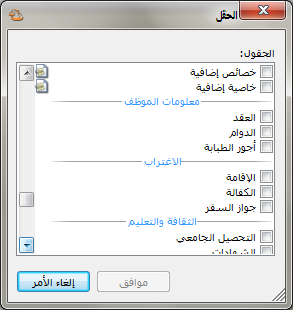 الحقل
الحقول:
خصائص إضافية
خاصية إضافية
معلومات الموظف
العقد
الدوام
أجور الطبابة
الاغتراب
الإقامة
الكفالة
جواز السفر
الثقافة والتعليم
التحصيل الجامعي
الشهادات
موافق
إلغاء الأمر